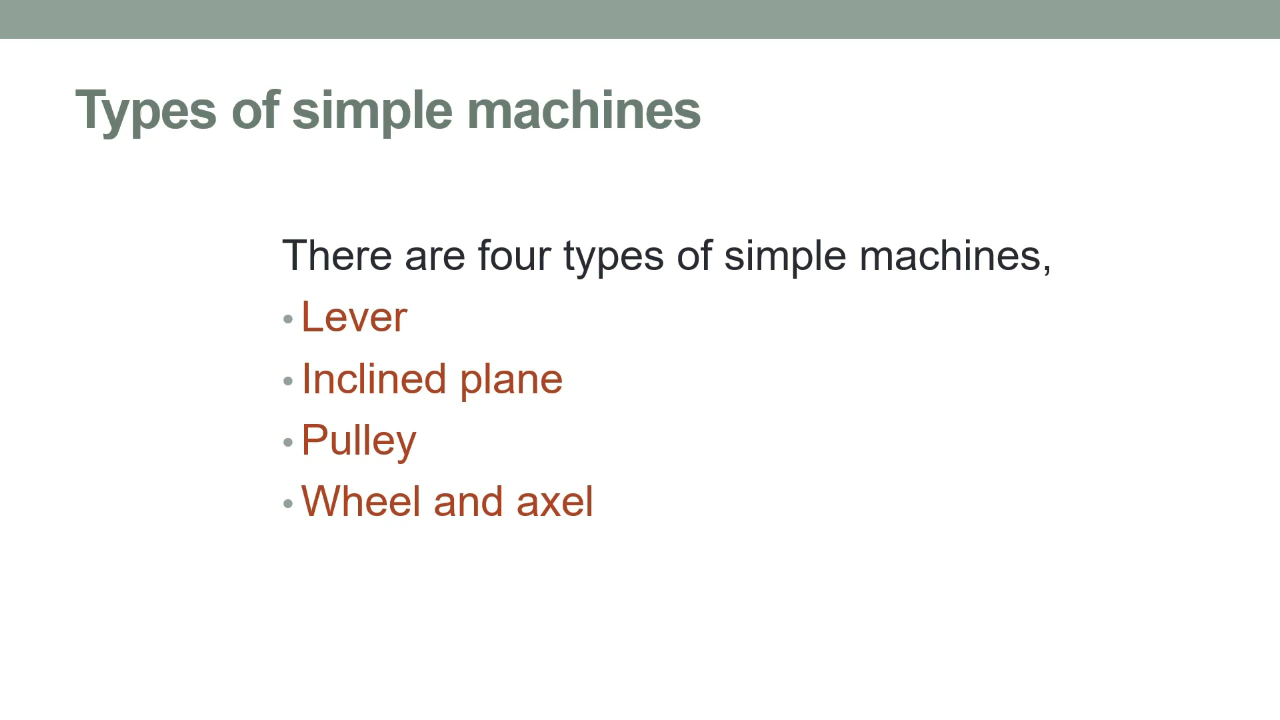 Types of simple machines
There are four types of simple machines,
• Lever
• Inclined plane
• Pulley
• Wheel and axel